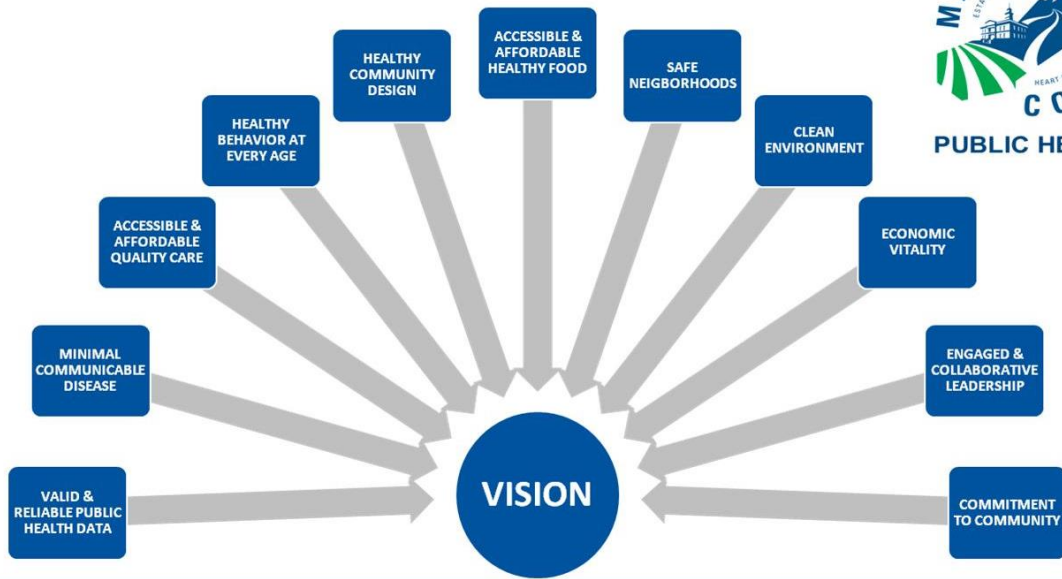 ACCESSIBLE &
AFFORDABLE
HEALTHY FOOD
HEALTHY
COMMUNITY
DESIGN
SAFE
NEIGBORHOODS
HEALTHY
BEHAVIOR AT
EVERY AGE
CLEAN
ENVIRONMENT
ACCESSIBLE &
AFFORDABLE
QUALITY CARE
ECONOMIC
VITALITY
MINIMAL
COMMUNICABLE
DISEASE
ENGAGED &
COLLABORATIVE
LEADERSHIP
VALID &
RELIABLE PUBLIC
HEALTH DATA
VISION
COMMITMENT
TO COMMUNITY
HEART
PUBLIC